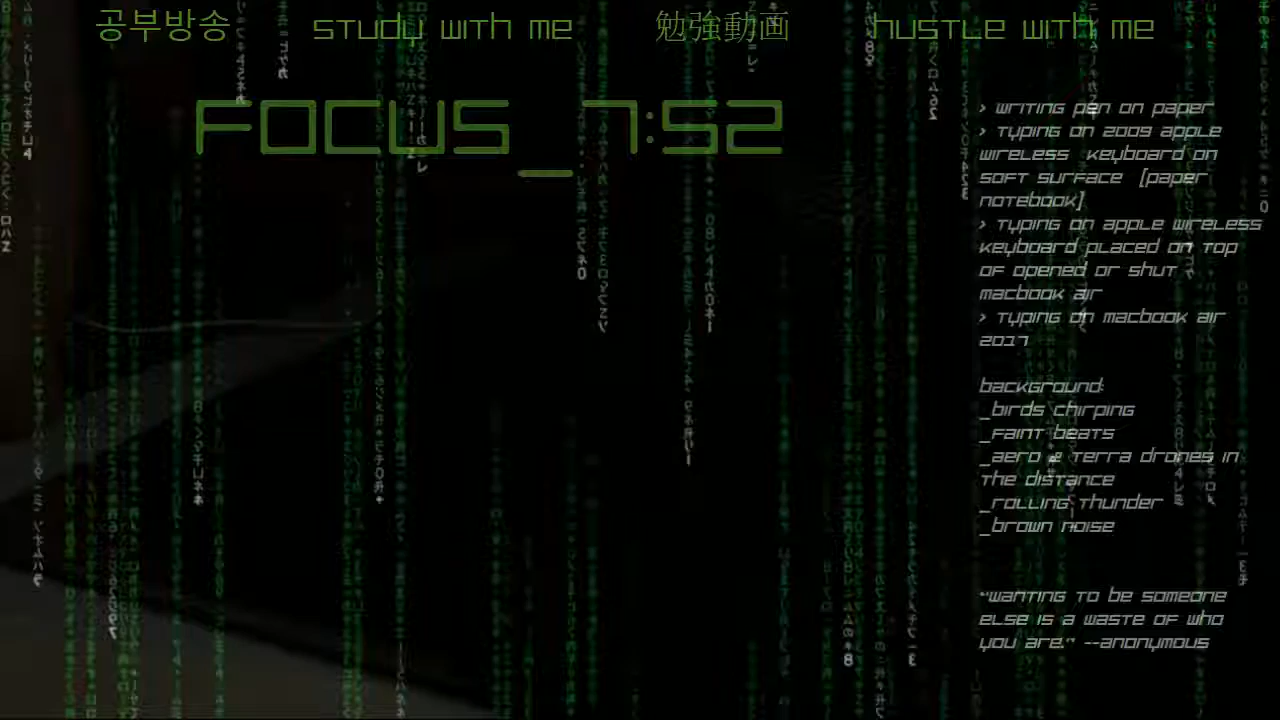 공부방송 study with me 勉強動画 hustle with me
FOCUS_ 7:52
> writing pen on paper
> typing on 2009 apple
wireless keyboard on
soft surface [paper
notebook]
> typing on apple wireless
keyboard placed on top
of opened or shut
macbook air
> typing on macbook air
2017
background:
_birds chirping
_faint beats
_aero & terra drones in
the distance
_rolling thunder
_brown noise
"wanting to be someone
else is a waste of who
you are." --anonymous